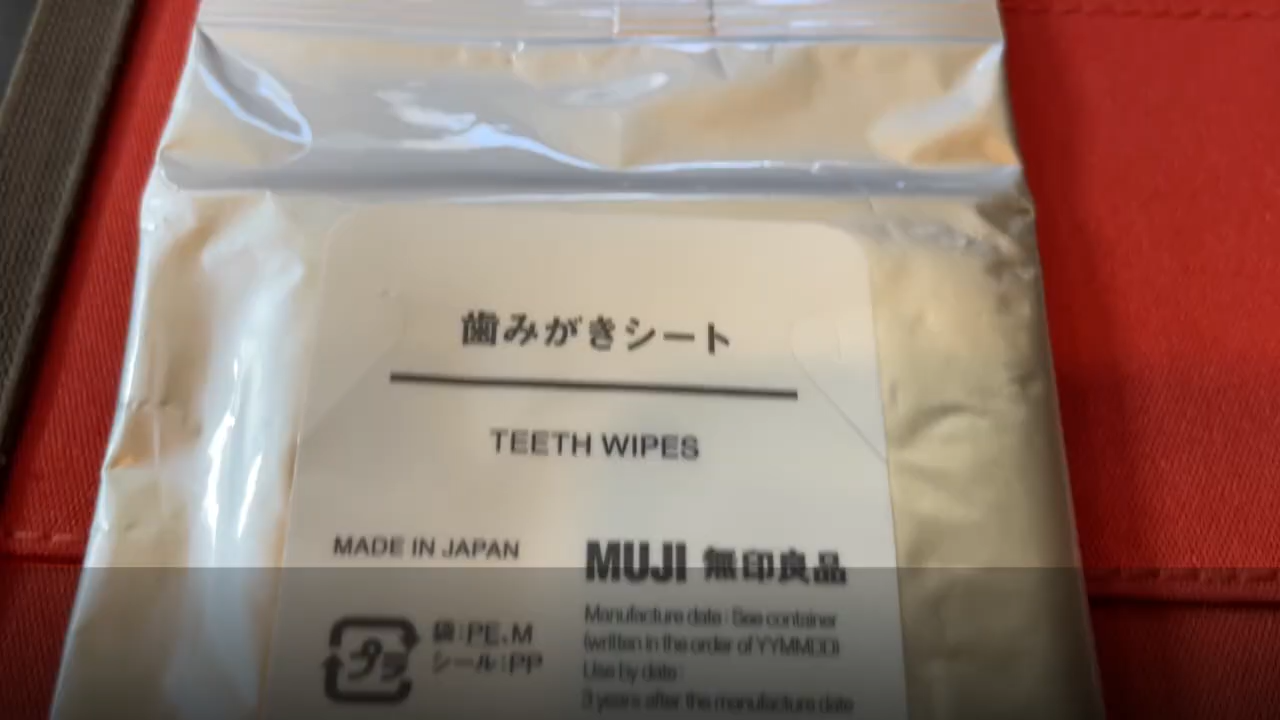 歯みがきシート
TEETH WIPES
MADE IN JAPAN
MUJI 無印良品
プラ
袋:PE、M
シール:PP
Manufacture date : See container
(written in the order of YYMMDD)
Use by date :
3 years after the manufacture date